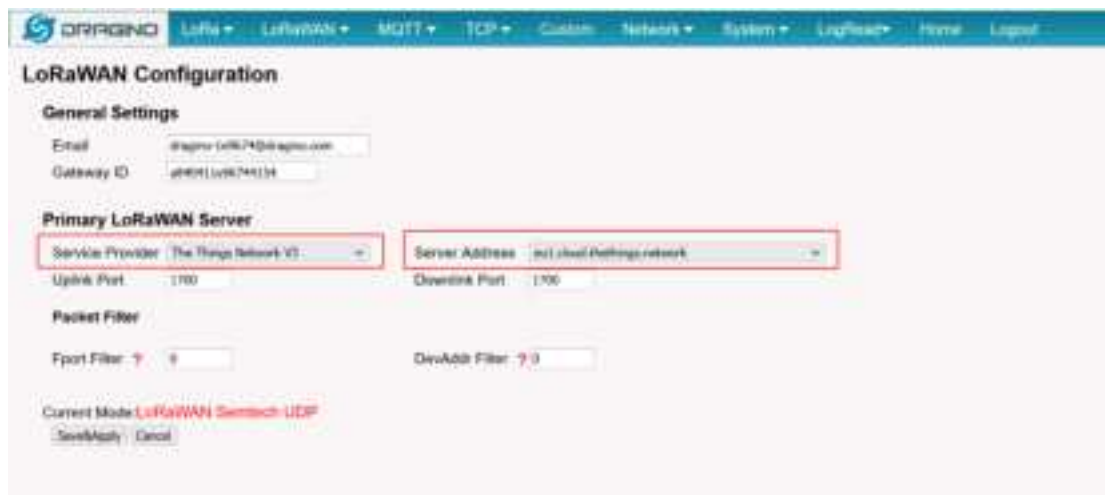 DRAGINO LoRa LoRaWAN MQTT TCP Custom Network System LogRead Home Logout
LoRaWAN Configuration
General Settings
Email
Gateway ID
Primary LoRaWAN Server
Service Provider The Things Network V3 Server Address eu1.cloud.thethings.network
Uplink Port 1700 Downlink Port 1700
Packet Filter
Fport Filter ? 0 DevAddr Filter ? 0
Current Mode:LoRaWAN Semtech UDP
Save&Apply Cancel